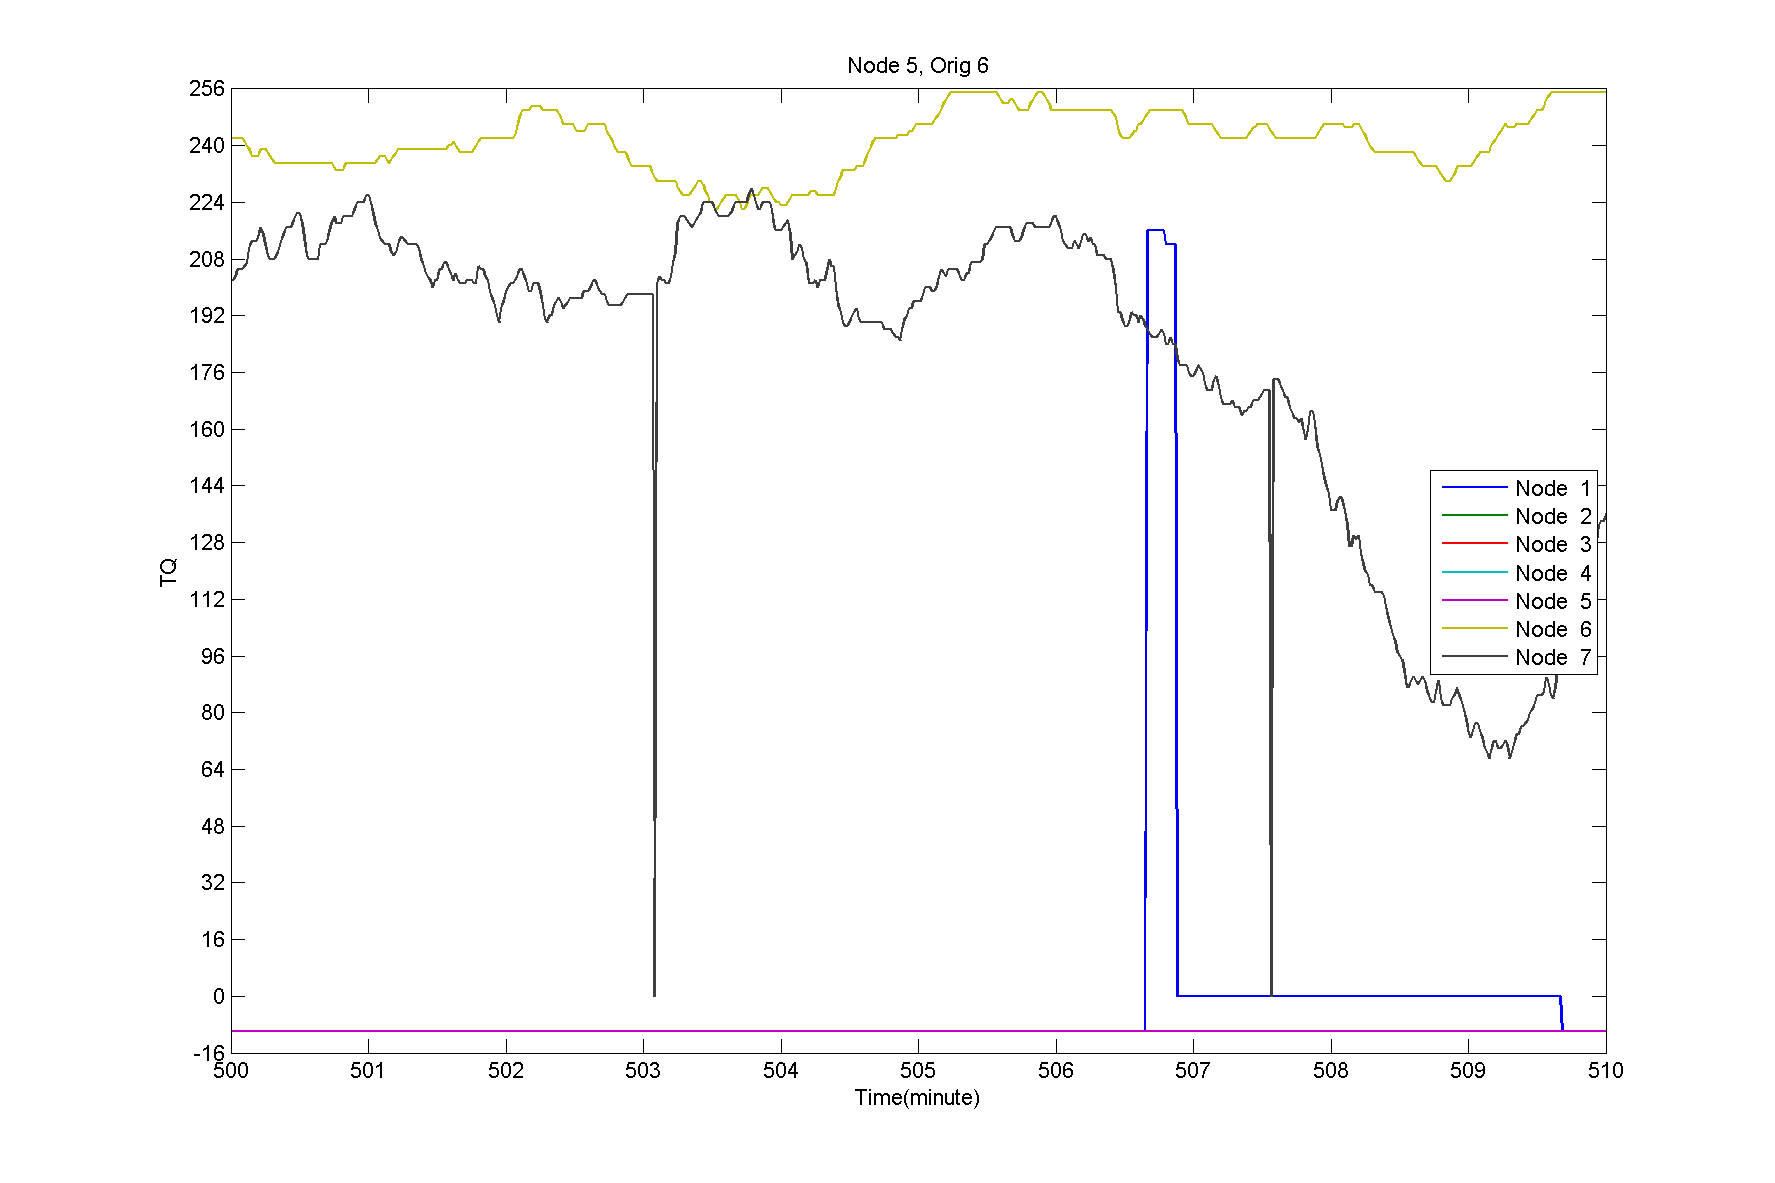 Node 5, Orig 6
256
240
224
208
192
176
160
144
128
112
96
80
64
48
32
16
0
-16
TQ
Node 1
Node 2
Node 3
Node 4
Node 5
Node 6
Node 7
500 501 502 503 504 505 506 507 508 509 510
Time(minute)